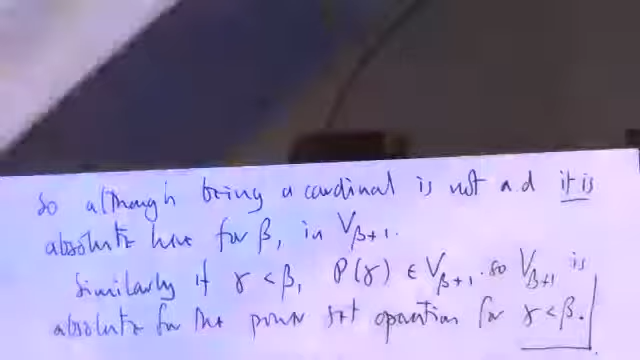 So although being a cardinal is not a.d it is
absolute here for β, in V_{β+1}.
Similarly if γ < β, P(γ) ∈ V_{β+1}. so V_{β+1} is
absolute for the power set operation for γ < β.